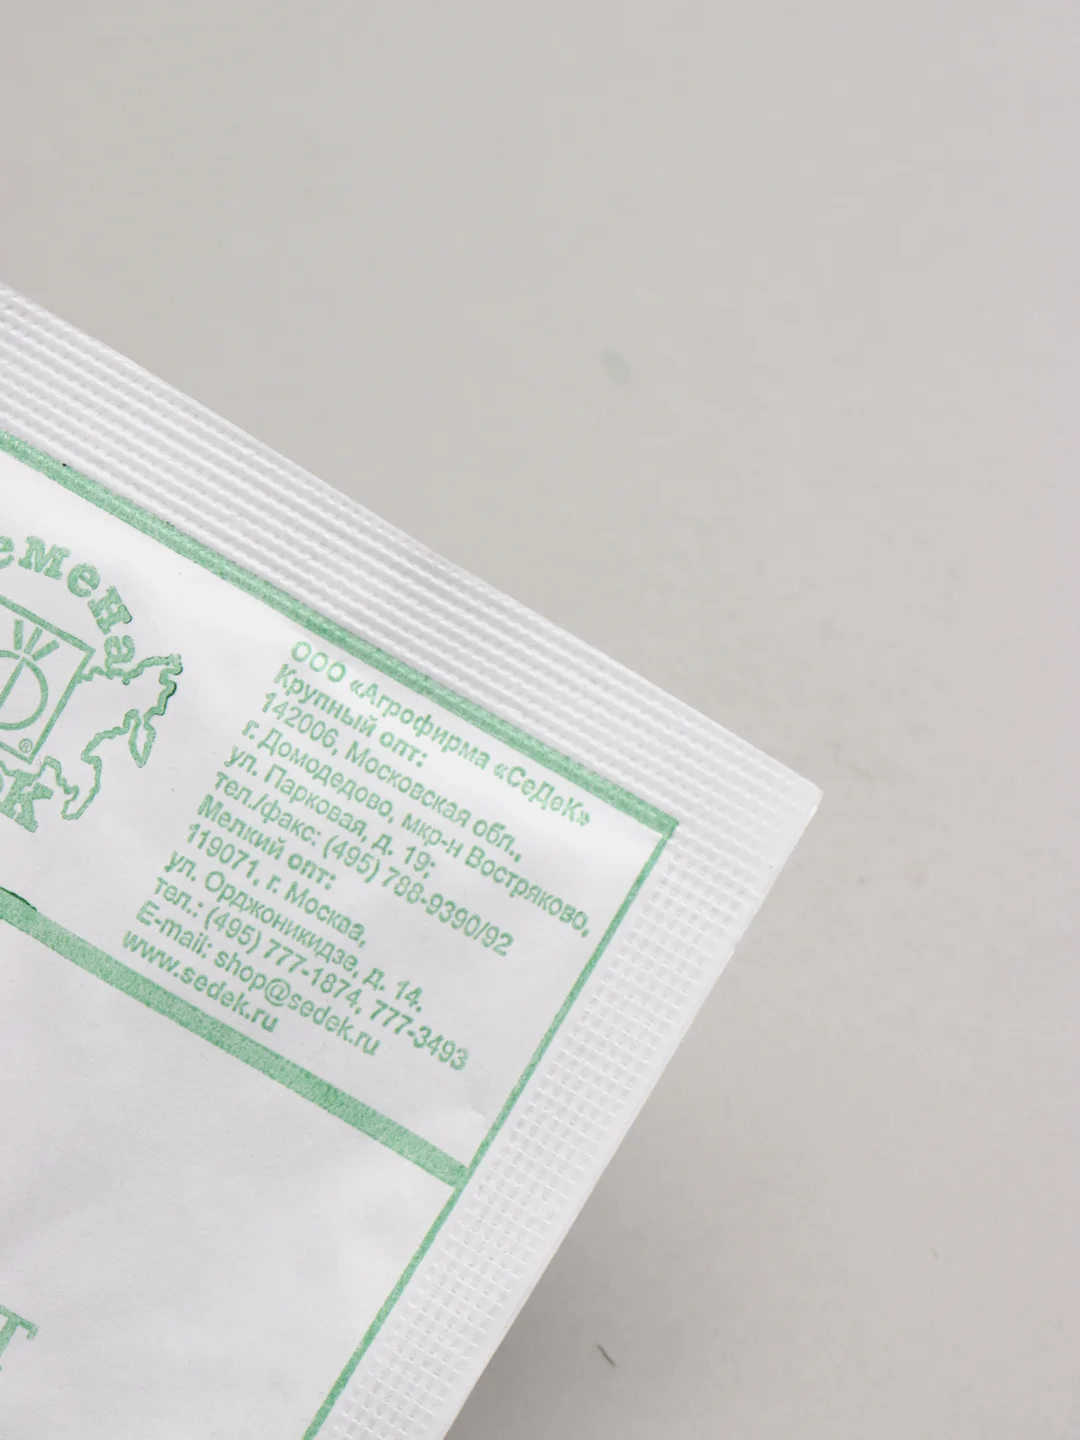 ООО «Агрофирма «СеДеК»
Крупный опт:
142006, Московская обл.,
г. Домодедово, мкр-н Востряково,
ул. Парковая, д. 19;
тел./факс: (495) 788-9390/92
Мелкий опт:
119071, г. Москва,
ул. Орджоникидзе, д. 14.
тел.: (495) 777-1874, 777-3493
E-mail: shop@sedek.ru
www.sedek.ru